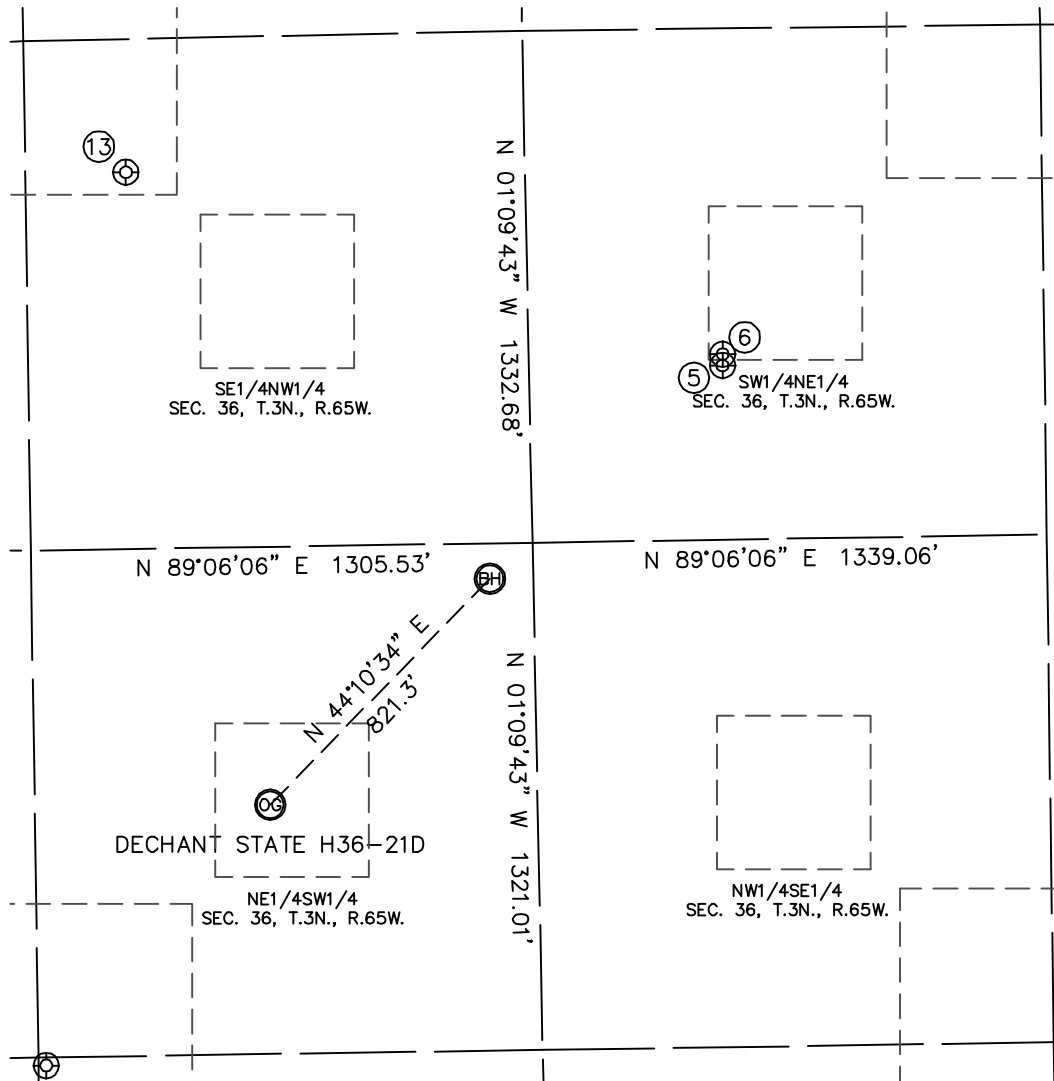 13
N 01°09'43" W 1332.68'
6
5
SE1/4NW1/4
SEC. 36, T.3N., R.65W.
SW1/4NE1/4
SEC. 36, T.3N., R.65W.
N 89°06'06" E 1305.53'
N 89°06'06" E 1339.06'
BH
N 44°10'34" E
821.3'
N 01°09'43" W 1321.01'
OG
DECHANT STATE H36-21D
NE1/4SW1/4
SEC. 36, T.3N., R.65W.
NW1/4SE1/4
SEC. 36, T.3N., R.65W.